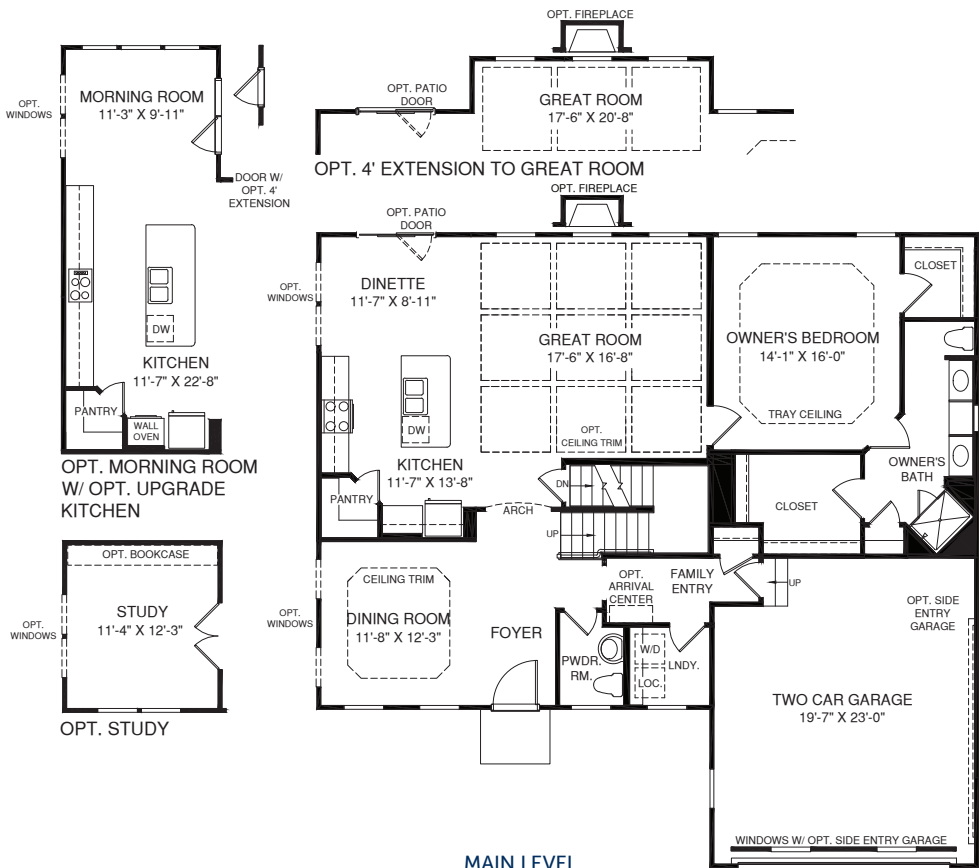 OPT. FIREPLACE
MORNING ROOM
11'-3" X 9'-11"
OPT.
WINDOWS
DOOR W/
OPT. 4'
EXTENSION
DW
KITCHEN
11'-7" X 22'-8"
PANTRY
WALL
OVEN
OPT. MORNING ROOM
W/ OPT. UPGRADE
KITCHEN
OPT. BOOKCASE
STUDY
11'-4" X 12'-3"
OPT.
WINDOWS
OPT. STUDY
OPT. PATIO
DOOR
GREAT ROOM
17'-6" X 20'-8"
OPT. 4' EXTENSION TO GREAT ROOM
OPT. FIREPLACE
OPT. PATIO
DOOR
OPT.
WINDOWS
DINETTE
11'-7" X 8'-11"
GREAT ROOM
17'-6" X 16'-8"
OPT.
CEILING TRIM
DW
KITCHEN
11'-7" X 13'-8"
PANTRY
ARCH
DN
UP
OWNER'S BEDROOM
14'-1" X 16'-0"
TRAY CEILING
CLOSET
OWNER'S
BATH
CLOSET
OPT.
WINDOWS
CEILING TRIM
DINING ROOM
11'-8" X 12'-3"
FOYER
OPT.
ARRIVAL
CENTER
FAMILY
ENTRY
UP
PWDR.
RM.
W/D
LOC.
LNDY.
OPT. SIDE
ENTRY
GARAGE
TWO CAR GARAGE
19'-7" X 23'-0"
WINDOWS W/ OPT. SIDE ENTRY GARAGE
MAIN LEVEL